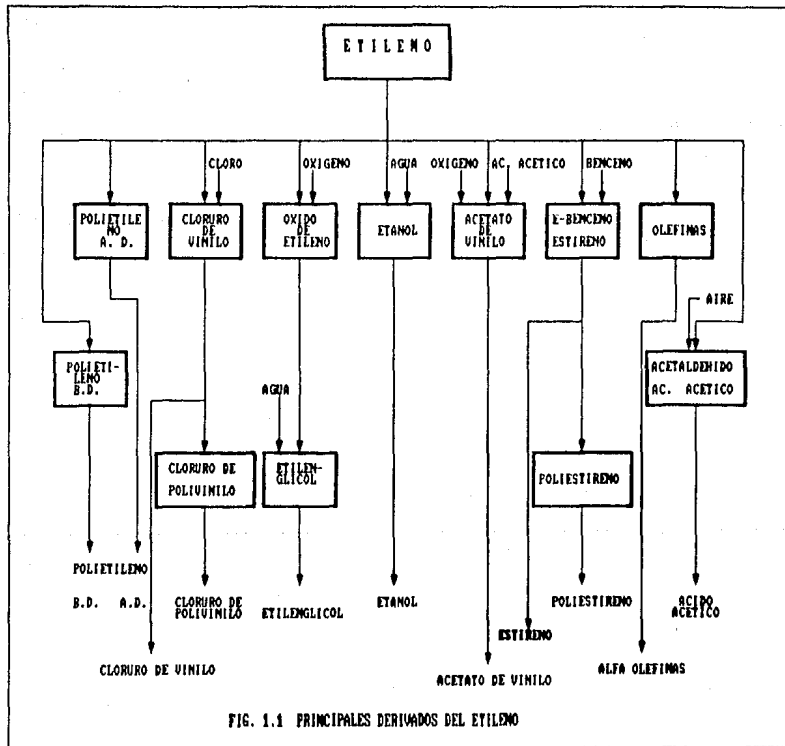 ETILEMO
CLORO
OXIGENO
AGUA
OXIGENO
AC. ACETICO
BENCENO
POLIETILE
NO
A. D.
CLORURO
DE
VINILO
OXIDO
DE
ETILENO
ETANOL
ACETATO
DE
VINILO
E-BENCENO
ESTIRENO
OLEFINAS
AIRE
POLIETI-
LENO
B.D.
ACETALDEHIDO
AC. ACETICO
AGUA
CLORURO DE
POLIVINILO
ETILEN-
GLICOL
POLIESTIRENO
POLIETILENO
B.D. A.D.
CLORURO DE
POLIVINILO
ETILENGLICOL
ETANOL
POLIESTIRENO
ACIDO
ACETICO
ESTIRENO
CLORURO DE VINILO
ACETATO DE VINILO
ALFA OLEFINAS
FIG. 1.1 PRINCIPALES DERIVADOS DEL ETILENO